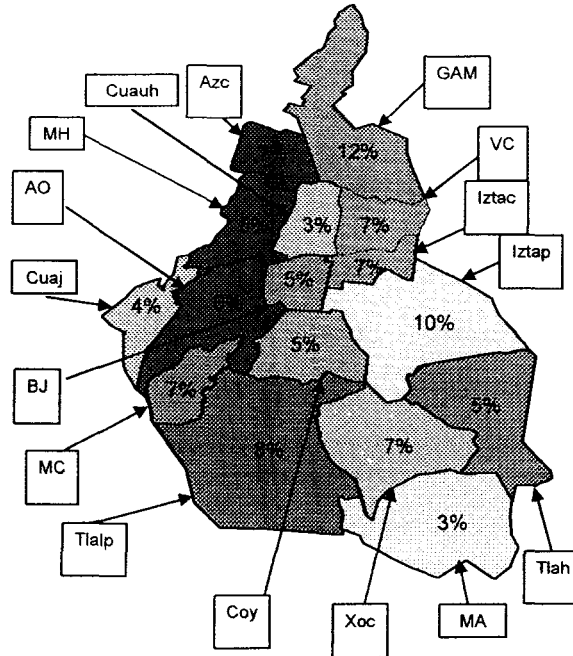 Azc
GAM
Cuauh
MH
12%
VC
AO
3%
7%
Iztac
Iztap
7%
Cuaj
5%
4%
10%
5%
BJ
7%
5%
MC
7%
3%
Tlalp
Tlah
Coy
Xoc
MA